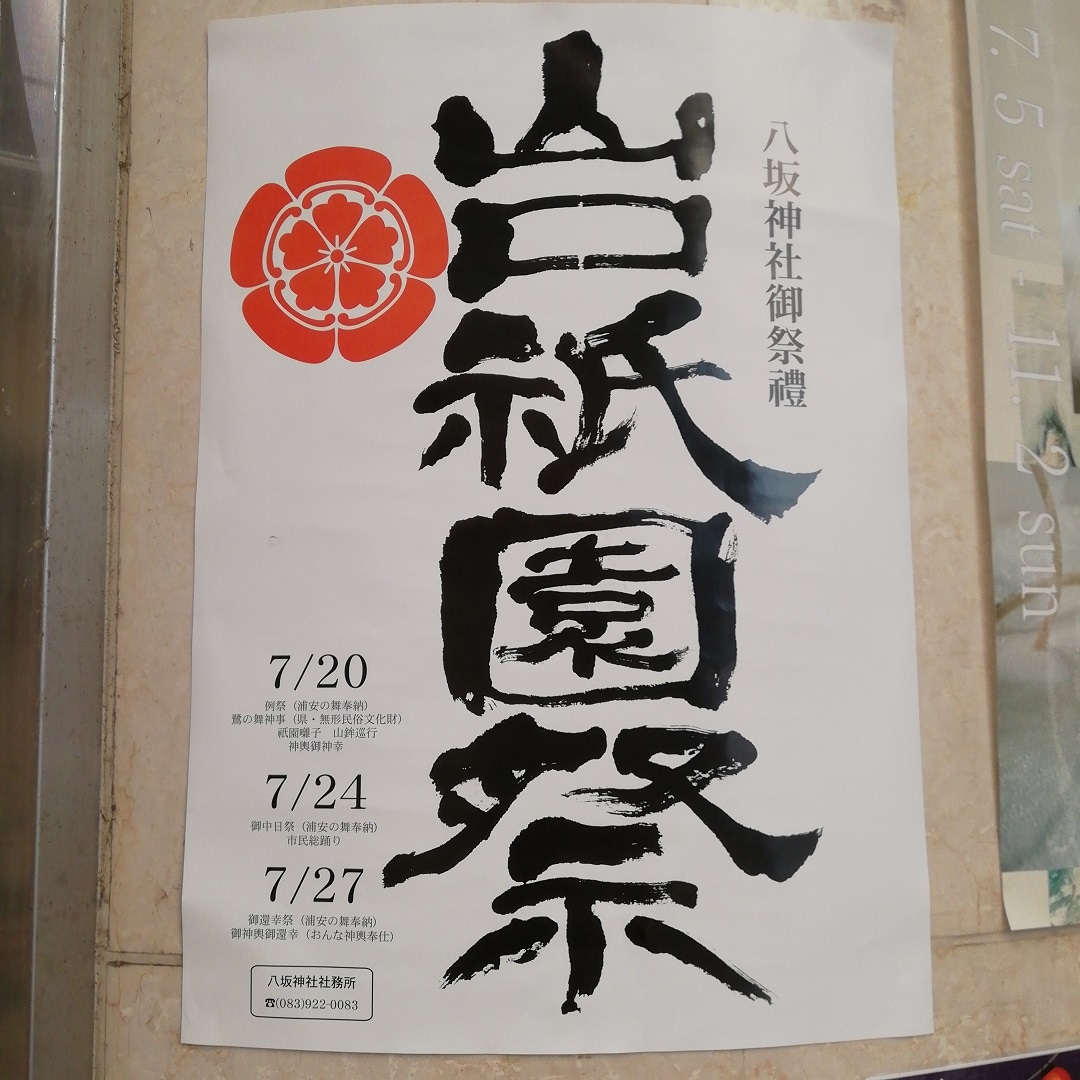 八坂神社御祭禮
山口祇園祭
7/20
例祭（浦安の舞奉納）
鷺の舞神事（県・無形民俗文化財）
祇園囃子　山鉾巡行
神輿御神幸
7/24
御中日祭（浦安の舞奉納）
市民総踊り
7/27
御還幸祭（浦安の舞奉納）
御神輿御還幸（おんな神輿奉仕）
八坂神社社務所
☎(083)922-0083
7. 5 sat - 11. 2 sun